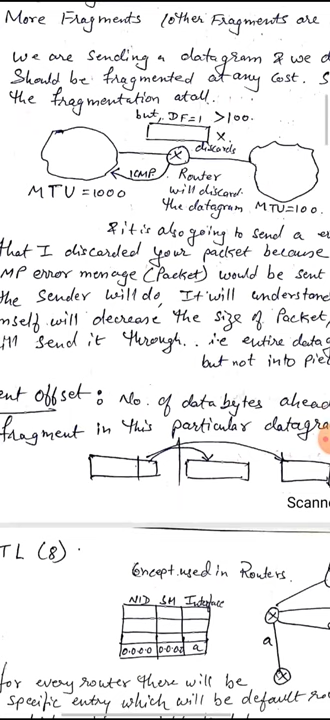 More Fragments (other Fragments are
We are sending a datagram & we d
Should be fragmented at any cost. S
the fragmentation at all.
but, DF=1 >100.
X.
discards
ICMP
Router
will discard
the datagram
MTU = 1000
MTU=100.
& it is also going to send a er
that I discarded your packet because
MP error message (Packet) would be sent
the Sender will do, It will understand
mself will decrease the size of Packet,
ill send it through.. i.e entire datag
but not into Pie
ent offset : No. of data bytes ahead
fragment in this particular datagra
Scann
TL (8).
Concept used in Routers.
NID SM Interface
0.0.0.0 0.0.0.0 a
a
for every router there will be
specific entry which will be default rou